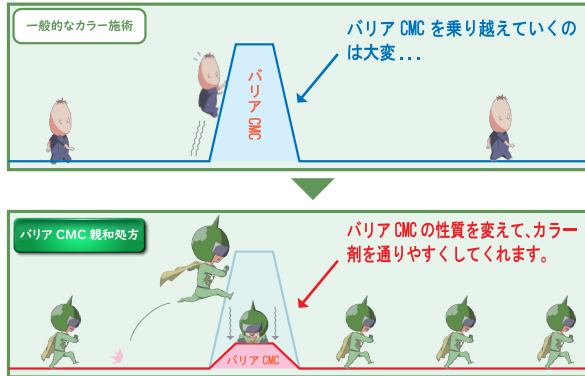 一般的なカラー施術
バリア CMC を乗り越えていくの
は大変...
バリア CMC
バリア CMC 親和処方
バリア CMC の性質を変えて、カラー
剤を通りやすくしてくれます。
バリア CMC